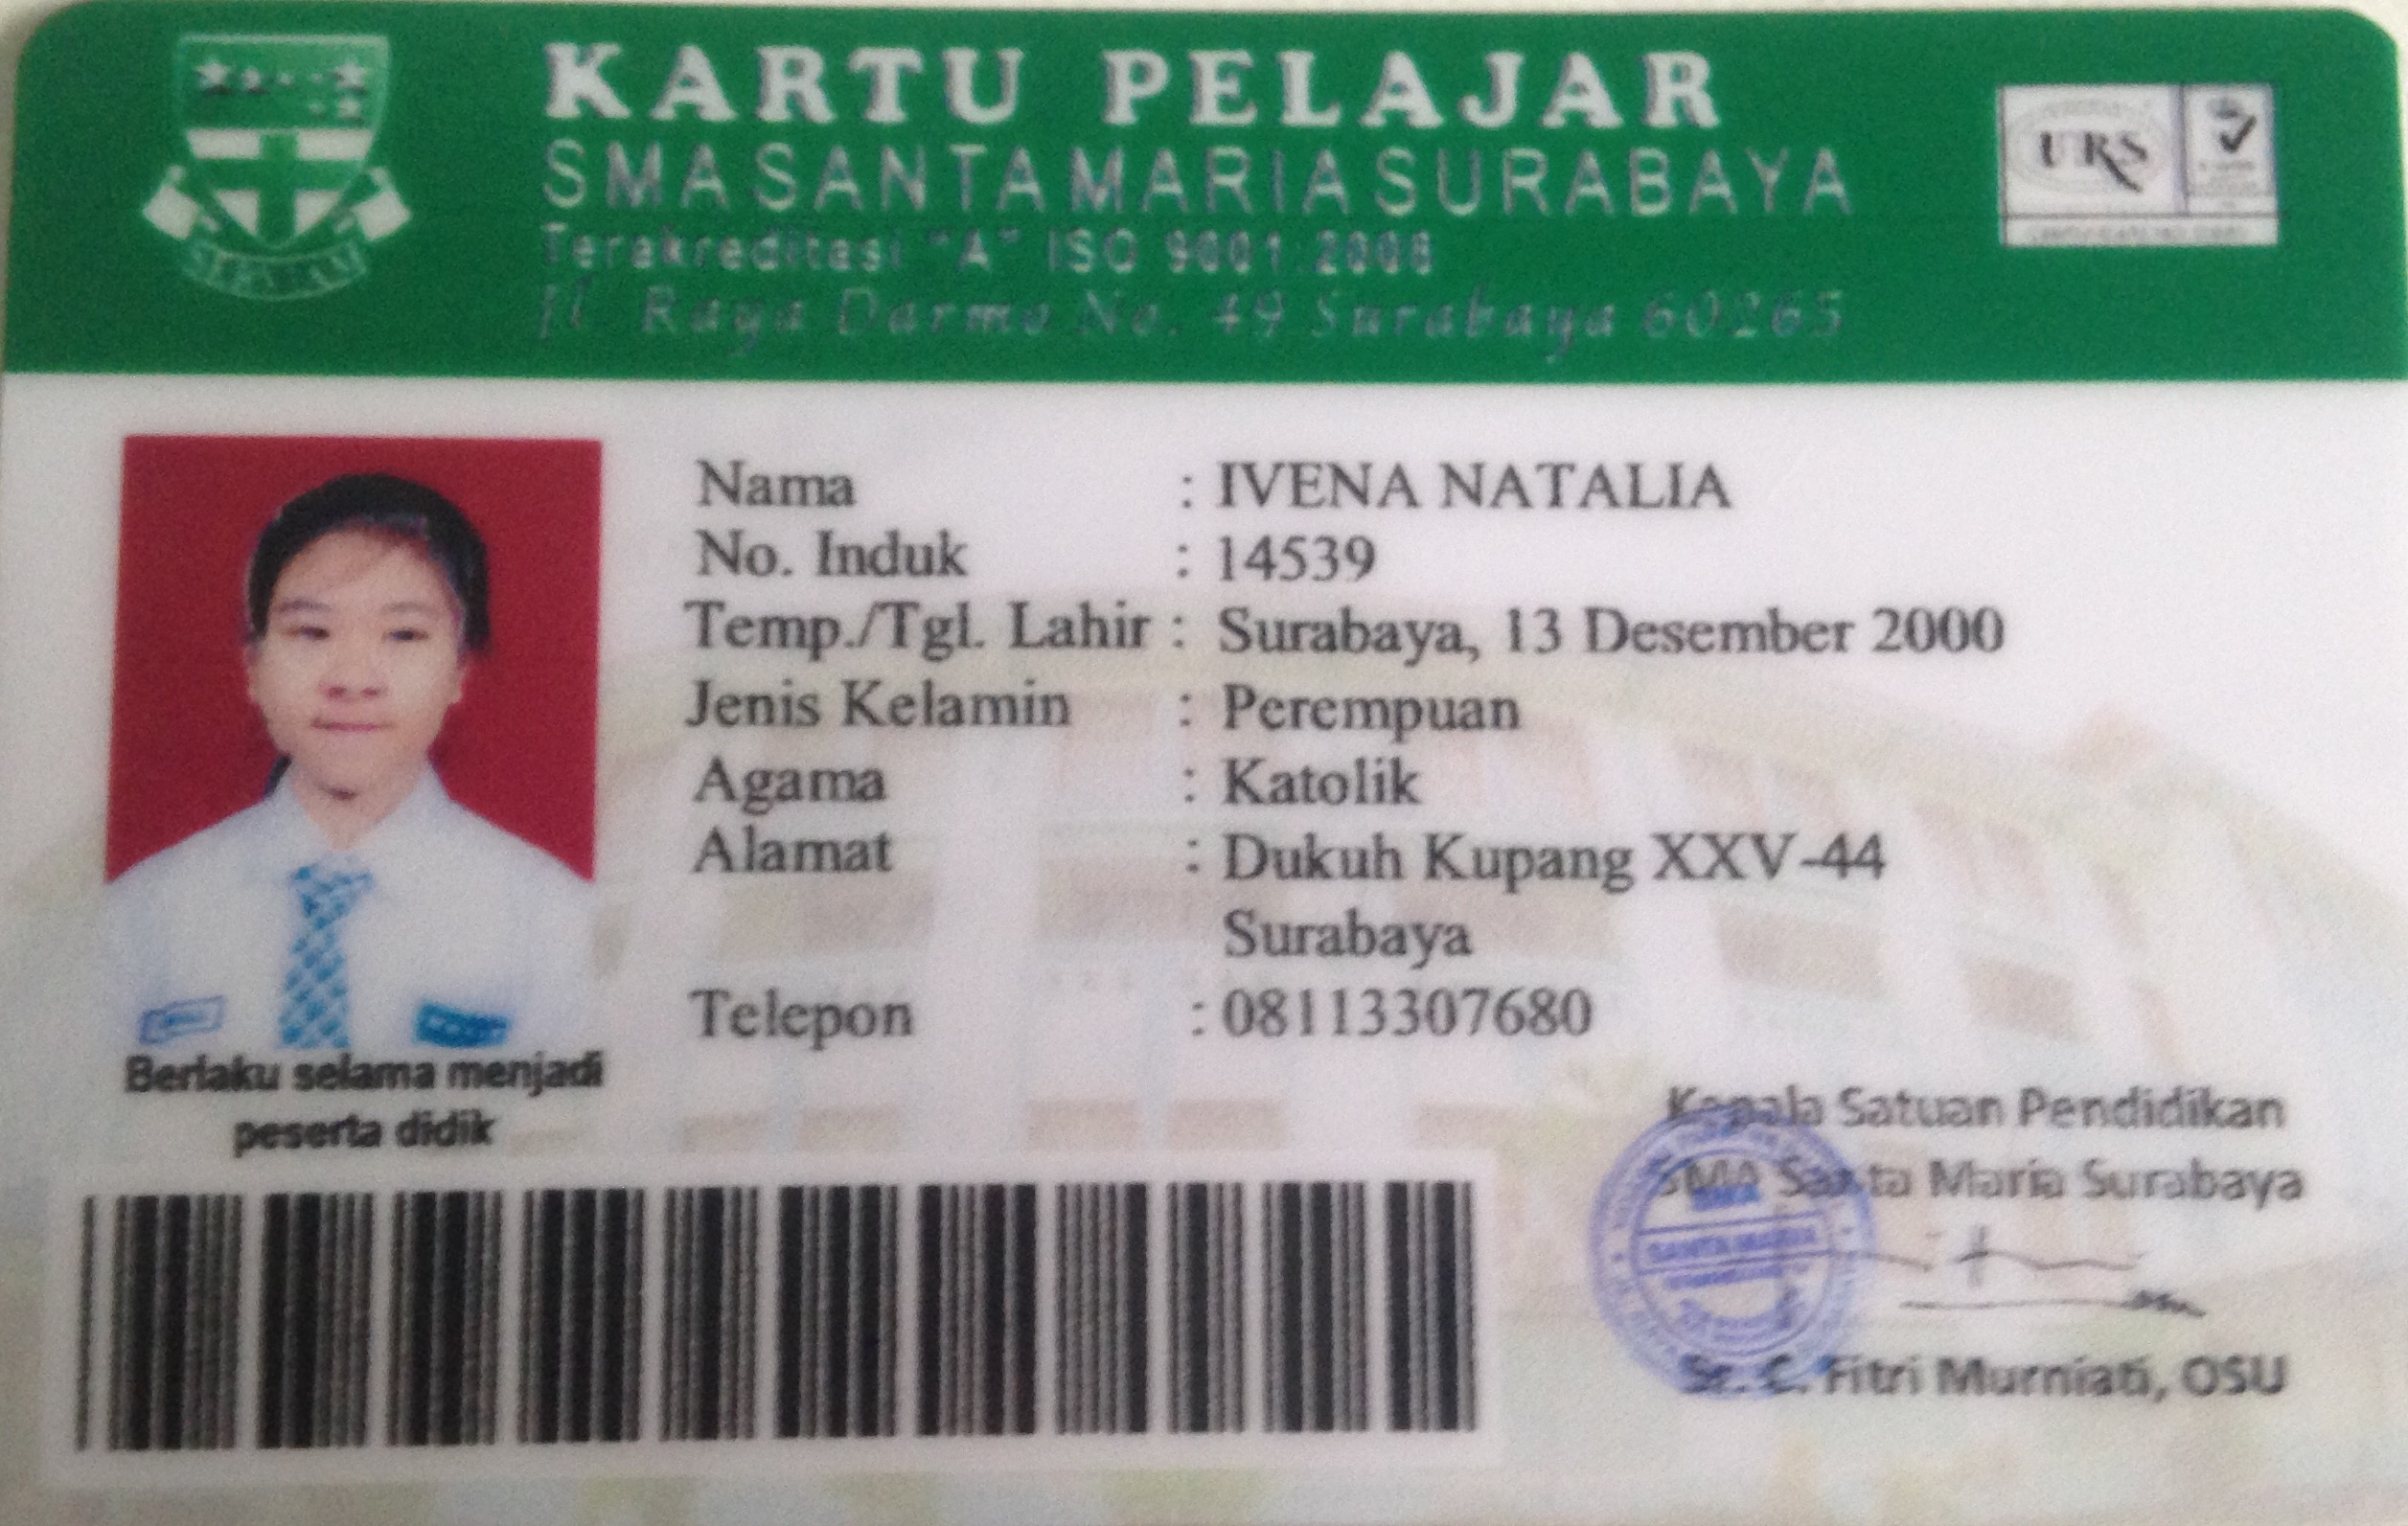 KARTU PELAJAR
SMA SANTA MARIA SURABAYA
Terakreditasi "A" ISO 9001:2008
Jl. Raya Darmo No. 49 Surabaya 60265
URS
Nama : IVENA NATALIA
No. Induk : 14539
Temp./Tgl. Lahir : Surabaya, 13 Desember 2000
Jenis Kelamin : Perempuan
Agama : Katolik
Alamat : Dukuh Kupang XXV-44
Surabaya
Telepon : 08113307680
Berlaku selama menjadi
peserta didik
Kepala Satuan Pendidikan
SMA Santa Maria Surabaya
SMA
SANTA MARIA
Sr. C. Fitri Murniati, OSU